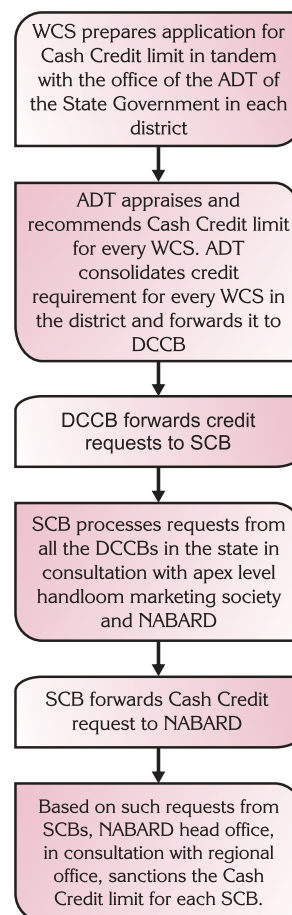 WCS prepares application for
Cash Credit limit in tandem
with the office of the ADT of
the State Government in each
district
ADT appraises and
recommends Cash Credit limit
for every WCS. ADT
consolidates credit
requirement for every WCS in
the district and forwards it to
DCCB
DCCB forwards credit
requests to SCB
SCB processes requests from
all the DCCBs in the state in
consultation with apex level
handloom marketing society
and NABARD
SCB forwards Cash Credit
request to NABARD
Based on such requests from
SCBs, NABARD head office,
in consultation with regional
office, sanctions the Cash
Credit limit for each SCB.